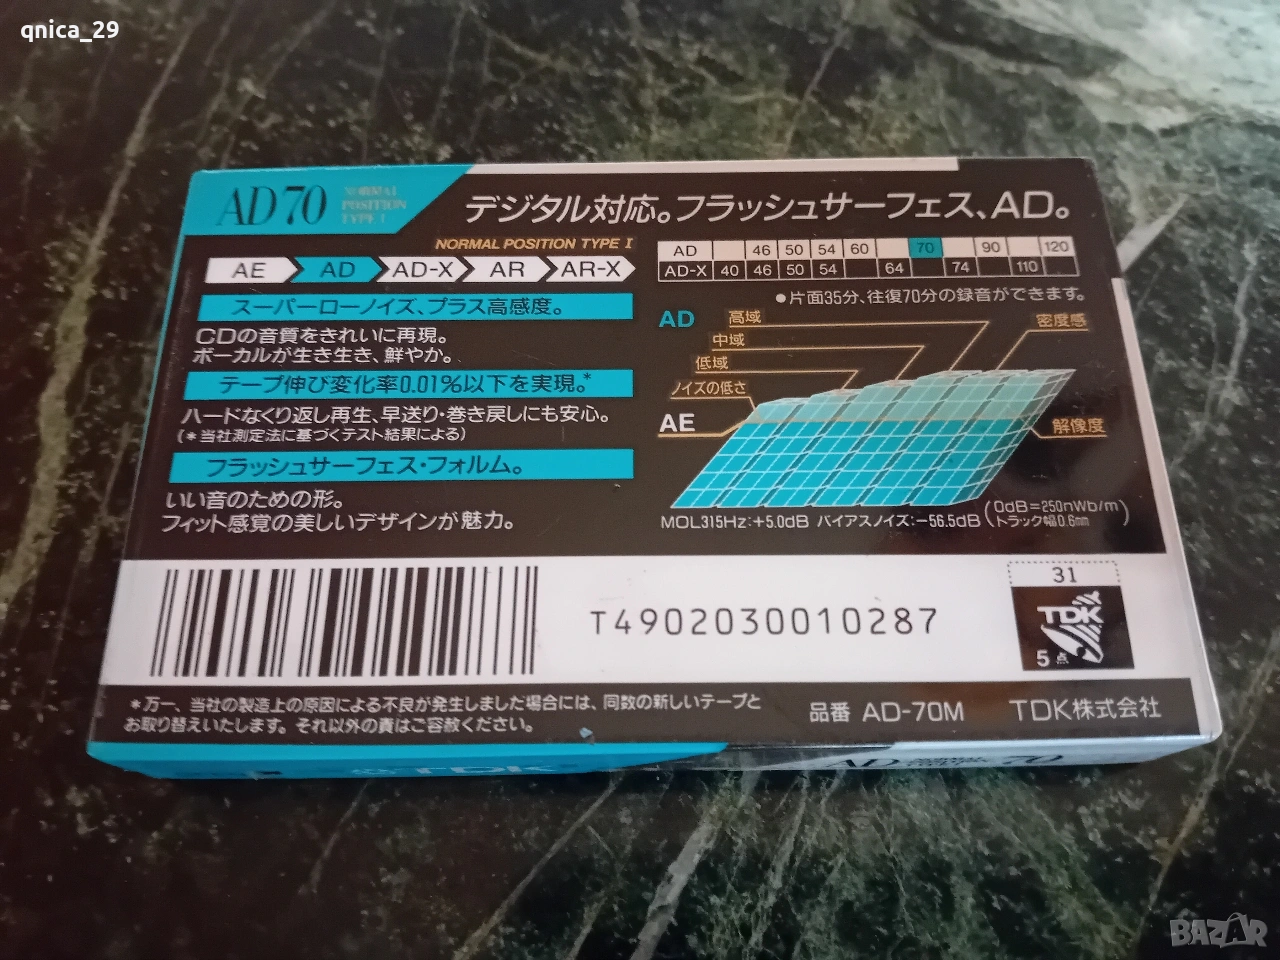 qnica_29
AD 70
NORMAL
POSITION
TYPE I
デジタル対応。フラッシュサーフェス、AD。
NORMAL POSITION TYPE I
AE AD AD-X AR AR-X
AD 46 50 54 60 70 90 120
AD-X 40 46 50 54 64 74 110
●片面35分、往復70分の録音ができます。
スーパーローノイズ、プラス高感度。
CDの音質をきれいに再現。
ボーカルが生き生き、鮮やか。
テープ伸び変化率0.01%以下を実現。*
ハードなくり返し再生、早送り・巻き戻しにも安心。
(*当社測定法に基づくテスト結果による)
フラッシュサーフェス・フォルム。
いい音のための形。
フィット感覚の美しいデザインが魅力。
AD
高域
中域
低域
ノイズの低さ
AE
密度感
解像度
MOL315Hz:+5.0dB バイアスノイズ:-56.5dB (0dB=250nWb/m)
トラック幅0.6mm
T4902030010287
31
TDK
5点
*万一、当社の製造上の原因による不良が発生しました場合には、同数の新しいテープと
お取り替えいたします。それ以外の責はご容赦ください。
品番 AD-70M TDK株式会社
TDK
AD 70
BAZAR